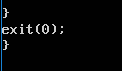 }
exit(0);
}